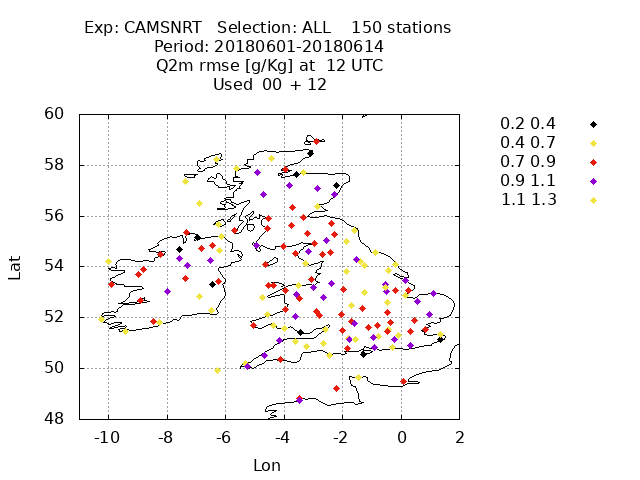 Exp: CAMSNRT Selection: ALL 150 stations
Period: 20180601-20180614
Q2m rmse [g/Kg] at 12 UTC
Used 00 + 12
60
58
56
54
52
50
48
-10 -8 -6 -4 -2 0 2
Lat
Lon
0.2 0.4
0.4 0.7
0.7 0.9
0.9 1.1
1.1 1.3